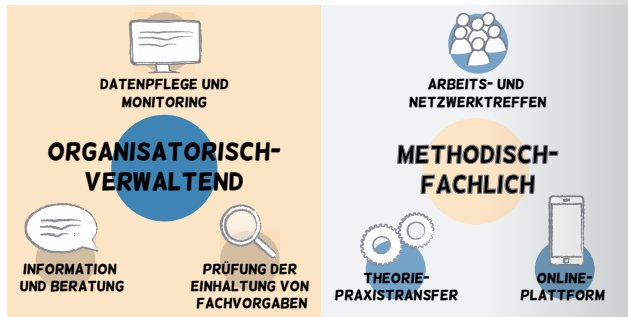 DATENPFLEGE UND
MONITORING
ORGANISATORISCH-
VERWALTEND
INFORMATION
UND BERATUNG
PRÜFUNG DER
EINHALTUNG VON
FACHVORGABEN
ARBEITS- UND
NETZWERKTREFFEN
METHODISCH-
FACHLICH
THEORIE-
PRAXISTRANSFER
ONLINE-
PLATTFORM